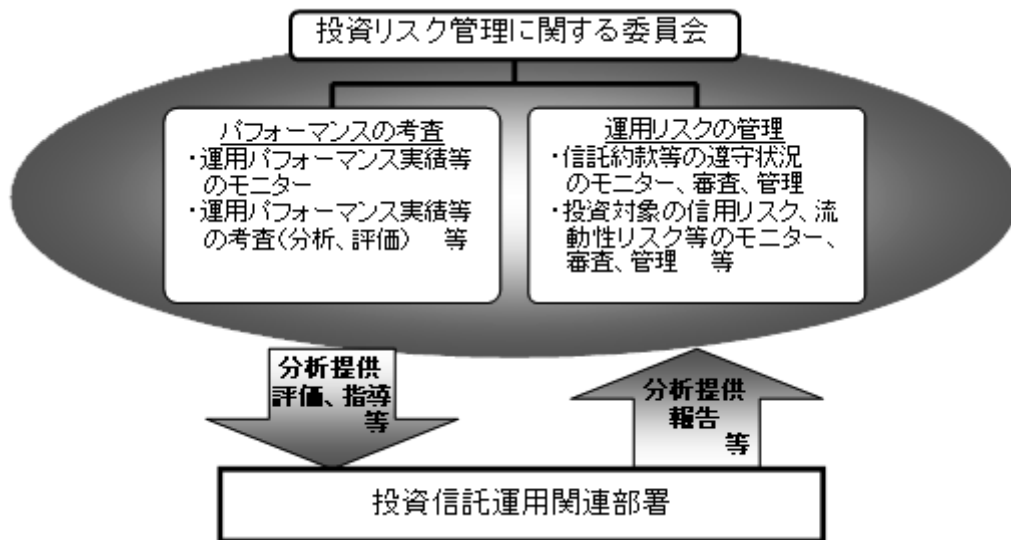 投資リスク管理に関する委員会
パフォーマンスの考査
・運用パフォーマンス実績等
のモニター
・運用パフォーマンス実績等
の考査(分析、評価) 等
運用リスクの管理
・信託約款等の遵守状況
のモニター、審査、管理
・投資対象の信用リスク、流
動性リスク等のモニター、
審査、管理 等
分析提供
評価、指導
等
分析提供
報告
等
投資信託運用関連部署